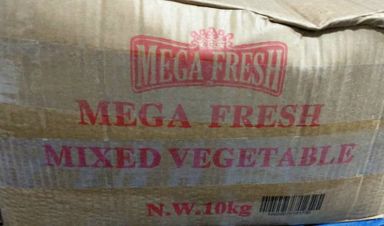 MEGA FRESH
MEGA FRESH
MIXED VEGETABLE
N.W.10kg